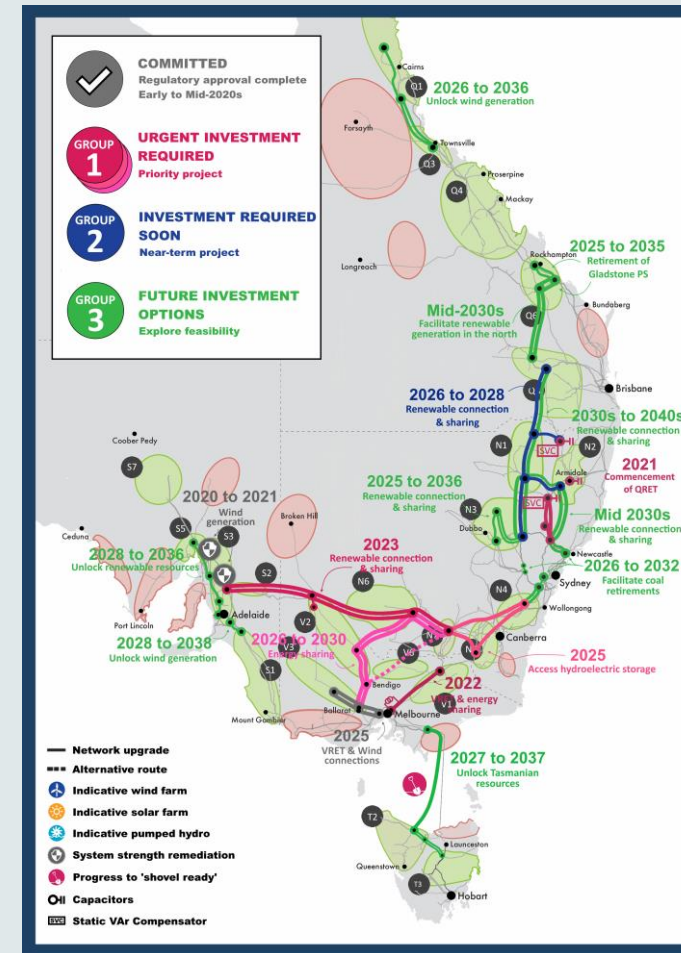 COMMITTED
Regulatory approval complete
Early to Mid-2020s
GROUP
1
URGENT INVESTMENT
REQUIRED
Priority project
GROUP
2
INVESTMENT REQUIRED
SOON
Near-term project
GROUP
3
FUTURE INVESTMENT
OPTIONS
Explore feasibility
Cairns
Q1
2026 to 2036
Unlock wind generation
Forsyth
Townsville
Q3
Q4
Proserpine
Mackay
Longreach
Rockhampton
2025 to 2035
Retirement of
Gladstone PS
Bundaberg
Mid-2030s
Facilitate renewable
generation in the north
Q6
Brisbane
2026 to 2028
Renewable connection
& sharing
2030s to 2040s
Renewable connection
& sharing
N1
SVC
N2
Coober Pedy
S7
2021
Commencement
of QRET
Armidale
2025 to 2036
Renewable connection
& sharing
SVC
N3
Dubbo
Mid 2030s
Renewable connection
& sharing
2020 to 2021
Wind
generation
Broken Hill
Ceduna
S5
S3
2028 to 2036
Unlock renewable resources
2023
Renewable connection
& sharing
Newcastle
2026 to 2032
Facilitate coal
retirements
Sydney
S2
N6
N4
Wollongong
Port Lincoln
Adelaide
V2
Canberra
2028 to 2038
Unlock wind generation
V3
2030
Energy sharing
V6
2025
Access hydroelectric storage
S1
Bendigo
2022
& energy
sharing
V1
Mount Gambier
Ballarat
Melbourne
2025
VRET & Wind
connections
2027 to 2037
Unlock Tasmanian
resources
T2
Launceston
Queenstown
T3
Hobart
Network upgrade
Alternative route
Indicative wind farm
Indicative solar farm
Indicative pumped hydro
System strength remediation
Progress to 'shovel ready'
Capacitors
SVC Static VAr Compensator